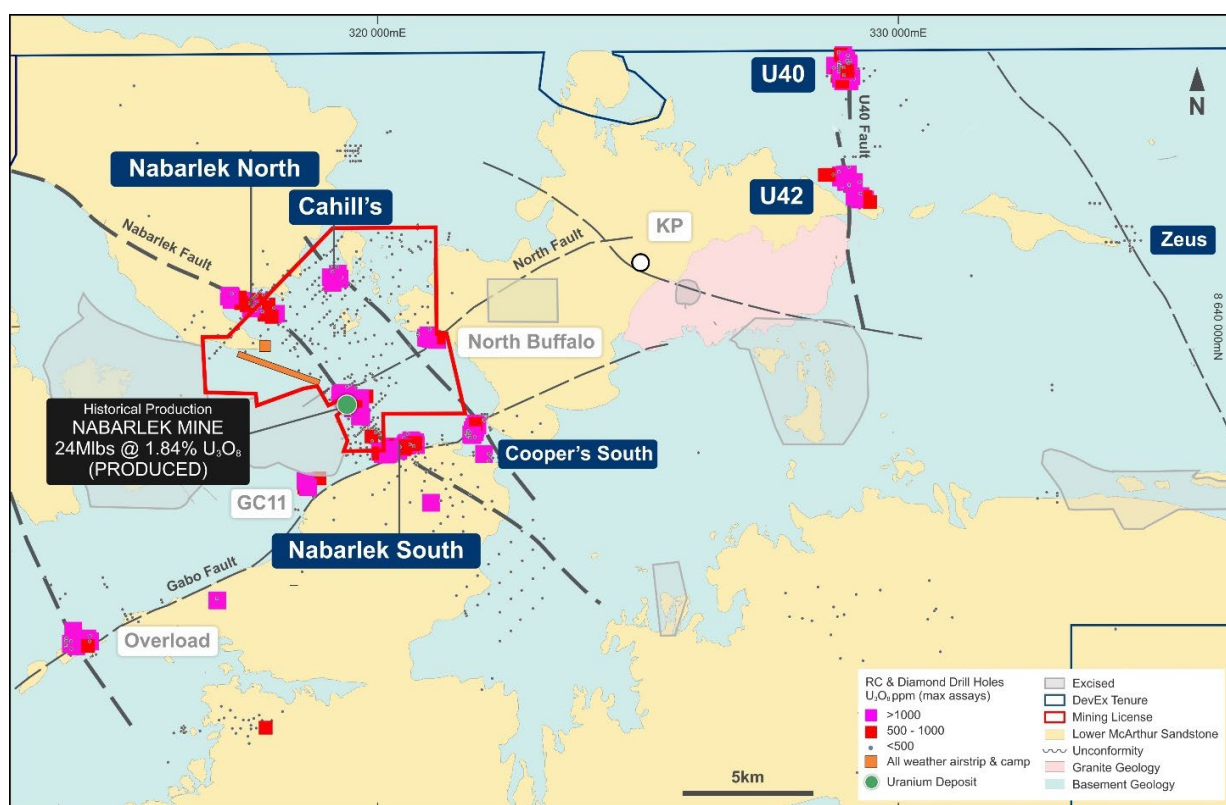 320 000mE
330 000mE
U40
N
U40 Fault
Nabarlek North
Cahill's
U42
Nabarlek Fault
KP
North Fault
Zeus
8 640 000mN
North Buffalo
Historical Production
NABARLEK MINE
24Mlbs @ 1.84% U₃O₈
(PRODUCED)
Cooper's South
GC11
Nabarlek South
Gabo Fault
Overload
5km
RC & Diamond Drill Holes
U₃O₈ ppm (max assays)
>1000
500 - 1000
<500
All weather airstrip & camp
Uranium Deposit
Excised
DevEx Tenure
Mining License
Lower McArthur Sandstone
Unconformity
Granite Geology
Basement Geology